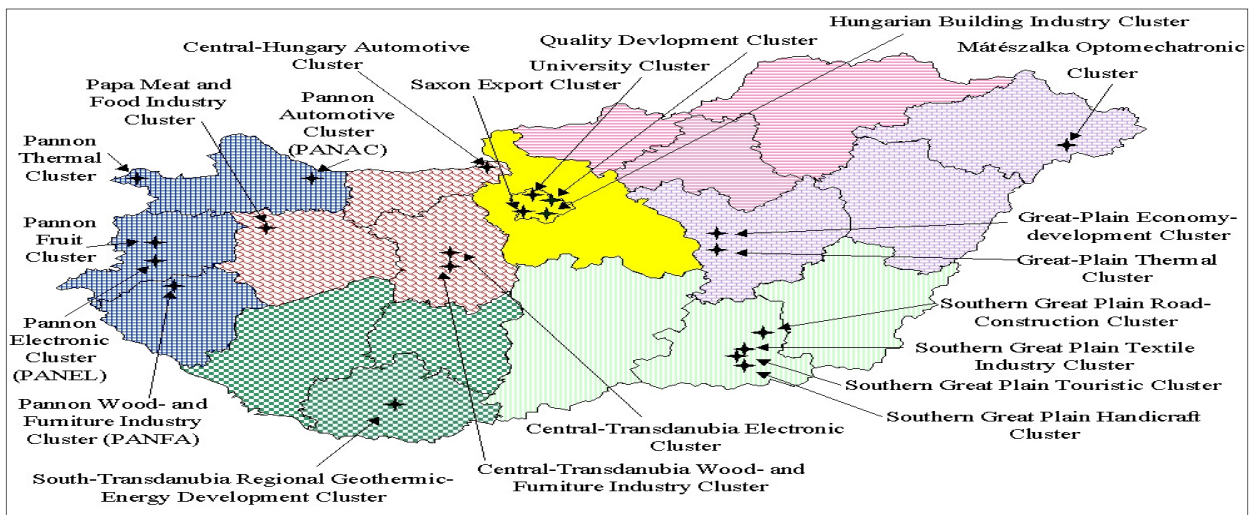 Hungarian Building Industry Cluster
Central-Hungary Automotive
Cluster
Quality Devlopment Cluster
University Cluster
Saxon Export Cluster
Mátészalka Optomechatronic
Cluster
Papa Meat and
Food Industry
Cluster
Pannon
Automotive
Cluster
(PANAC)
Pannon
Thermal
Cluster
Pannon
Fruit
Cluster
Great-Plain Economy-
development Cluster
Great-Plain Thermal
Cluster
Southern Great Plain Road-
Construction Cluster
Southern Great Plain Textile
Industry Cluster
Southern Great Plain Touristic Cluster
Southern Great Plain Handicraft
Cluster
Pannon
Electronic
Cluster
(PANEL)
Pannon Wood- and
Furniture Industry
Cluster (PANFA)
Central-Transdanubia Electronic
Cluster
Central-Transdanubia Wood- and
Furniture Industry Cluster
South-Transdanubia Regional Geothermic-
Energy Development Cluster